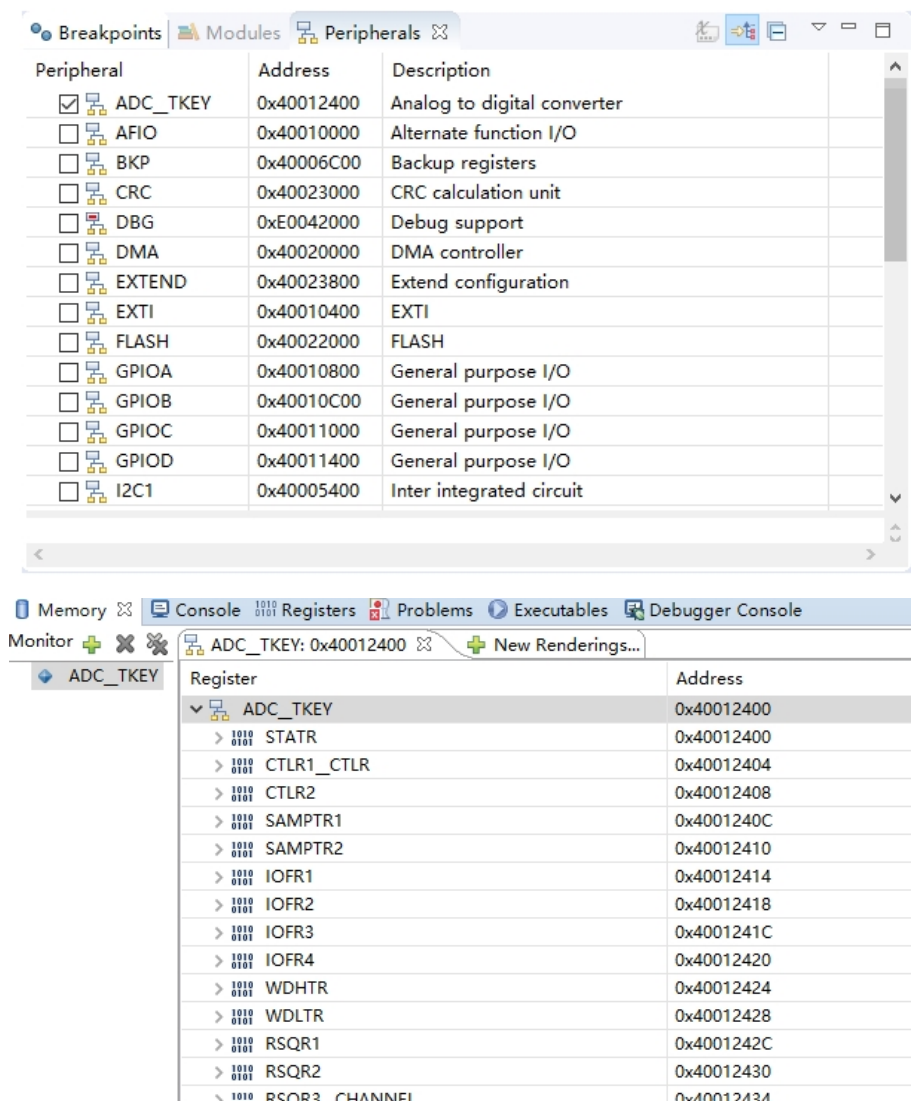 Breakpoints Modules Peripherals
Peripheral Address Description
ADC_TKEY 0x40012400 Analog to digital converter
AFIO 0x40010000 Alternate function I/O
BKP 0x40006C00 Backup registers
CRC 0x40023000 CRC calculation unit
DBG 0xE0042000 Debug support
DMA 0x40020000 DMA controller
EXTEND 0x40023800 Extend configuration
EXTI 0x40010400 EXTI
FLASH 0x40022000 FLASH
GPIOA 0x40010800 General purpose I/O
GPIOB 0x40010C00 General purpose I/O
GPIOC 0x40011000 General purpose I/O
GPIOD 0x40011400 General purpose I/O
I2C1 0x40005400 Inter integrated circuit
Memory Console Registers Problems Executables Debugger Console
Monitor ADC_TKEY: 0x40012400 New Renderings...
ADC_TKEY Register Address
ADC_TKEY 0x40012400
STATR 0x40012400
CTLR1_CTLR 0x40012404
CTLR2 0x40012408
SAMPTR1 0x4001240C
SAMPTR2 0x40012410
IOFR1 0x40012414
IOFR2 0x40012418
IOFR3 0x4001241C
IOFR4 0x40012420
WDHTR 0x40012424
WDLTR 0x40012428
RSQR1 0x4001242C
RSQR2 0x40012430
RSQR3_CHANNEL 0x40012434